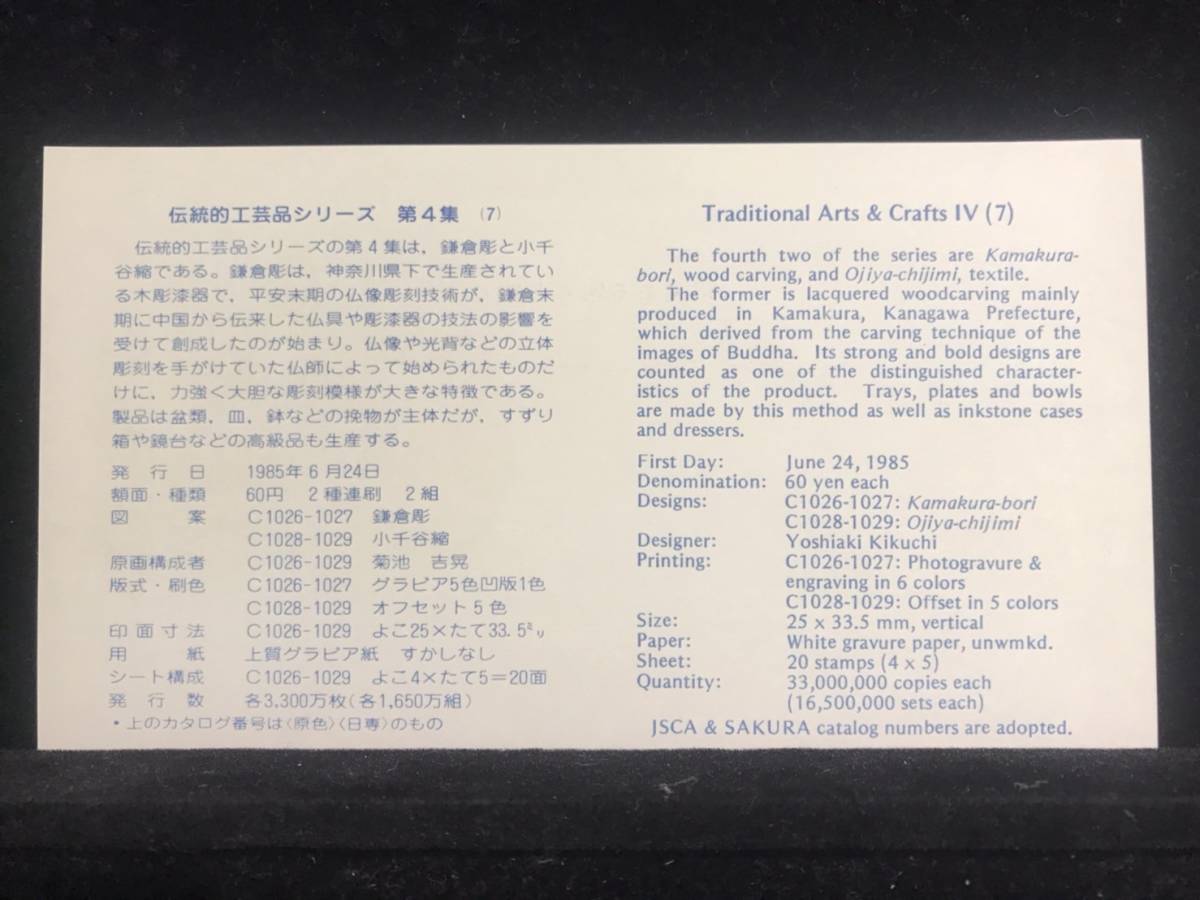 伝統的工芸品シリーズ 第4集 (7)
伝統的工芸品シリーズの第4集は，鎌倉彫と小千
谷縮である。鎌倉彫は，神奈川県下で生産されてい
る木彫漆器で，平安末期の仏像彫刻技術が，鎌倉末
期に中国から伝来した仏具や彫漆器の技法の影響を
受けて創成したのが始まり。仏像や光背などの立体
彫刻を手がけていた仏師によって始められたものだ
けに，力強く大胆な彫刻模様が大きな特徴である。
製品は盆類，皿，鉢などの挽物が主体だが，すずり
箱や鏡台などの高級品も生産する。
発行日 1985年6月24日
額面・種類 60円 2種連刷 2組
図案 C1026-1027 鎌倉彫
C1028-1029 小千谷縮
原画構成者 C1026-1029 菊池 吉晃
版式・刷色 C1026-1027 グラビア5色凹版1色
C1028-1029 オフセット5色
印面寸法 C1026-1029 よこ25×たて33.5ミリ
用紙 上質グラビア紙 すかしなし
シート構成 C1026-1029 よこ4×たて5＝20面
発行数 各3,300万枚(各1,650万組)
・上のカタログ番号は〈原色〉〈日専〉のもの
Traditional Arts & Crafts IV (7)
The fourth two of the series are Kamakura-
bori, wood carving, and Ojiya-chijimi, textile.
The former is lacquered woodcarving mainly
produced in Kamakura, Kanagawa Prefecture,
which derived from the carving technique of the
images of Buddha. Its strong and bold designs are
counted as one of the distinguished character-
istics of the product. Trays, plates and bowls
are made by this method as well as inkstone cases
and dressers.
First Day: June 24, 1985
Denomination: 60 yen each
Designs: C1026-1027: Kamakura-bori
C1028-1029: Ojiya-chijimi
Designer: Yoshiaki Kikuchi
Printing: C1026-1027: Photogravure &
engraving in 6 colors
C1028-1029: Offset in 5 colors
Size: 25 x 33.5 mm, vertical
Paper: White gravure paper, unwmkd.
Sheet: 20 stamps (4 x 5)
Quantity: 33,000,000 copies each
(16,500,000 sets each)
JSCA & SAKURA catalog numbers are adopted.